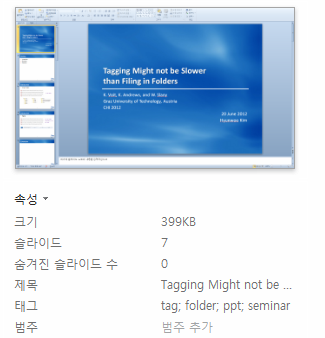 Tagging Might not be Slower
than Filing in Folders
K. Voit, K. Andrews, and W. Slany
Graz University of Technology, Austria
CHI 2012
20 June 2012
Hyunwoo Kim
속성
크기 399KB
슬라이드 7
숨겨진 슬라이드 수 0
제목 Tagging Might not be ...
태그 tag; folder; ppt; seminar
범주 범주 추가